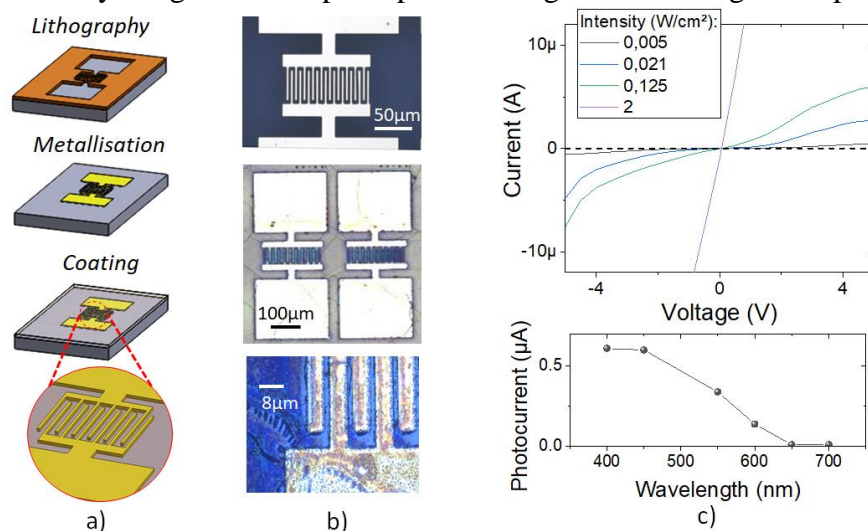 Lithography
Metallisation
Coating
a)
50µm
100µm
8µm
b)
Intensity (W/cm²):
0,005
0,021
0,125
2
10µ
0
-10µ
Current (A)
-4
0
4
Voltage (V)
0.5
0.0
Photocurrent (µA)
400
500
600
700
Wavelength (nm)
c)